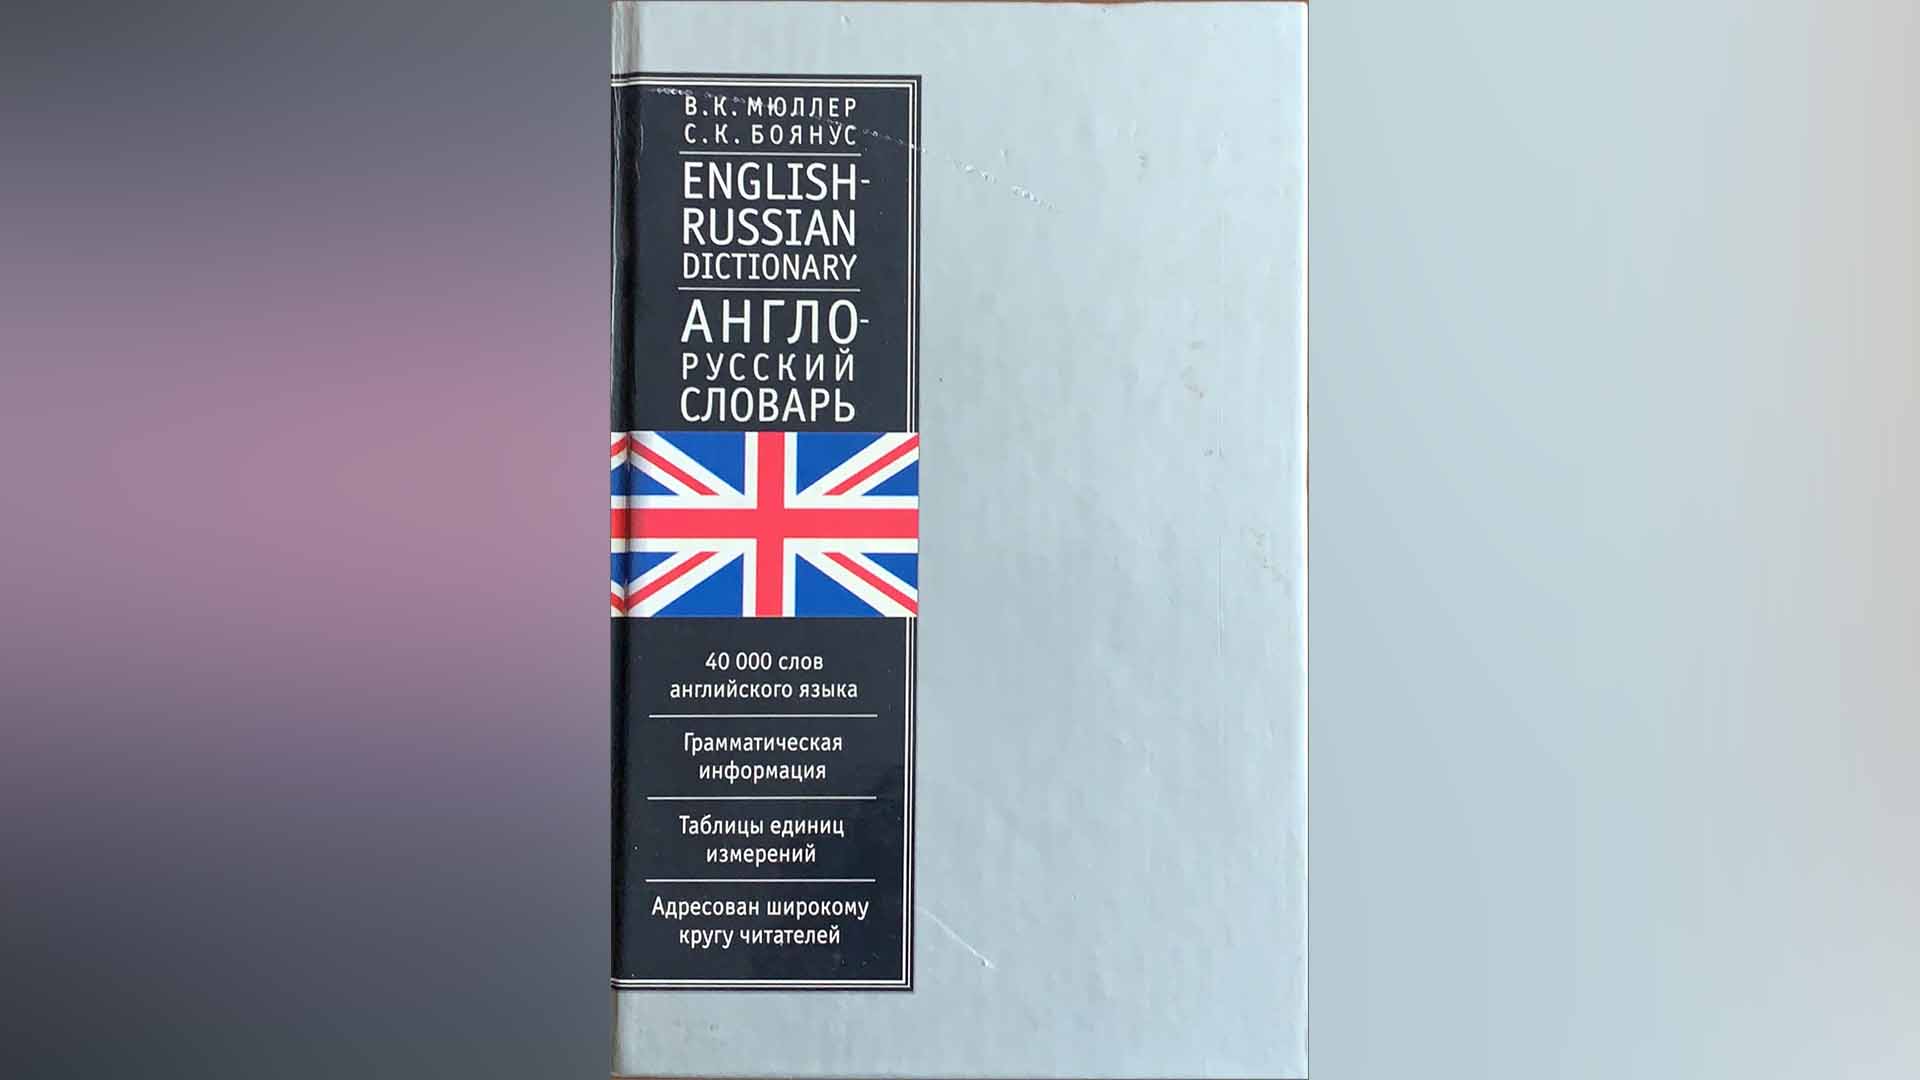 В.К. МЮЛЛЕР
С.К. БОЯНУС
ENGLISH-
RUSSIAN
DICTIONARY
АНГЛО-
РУССКИЙ
СЛОВАРЬ
40 000 слов
английского языка
Грамматическая
информация
Таблицы единиц
измерений
Адресован широкому
кругу читателей